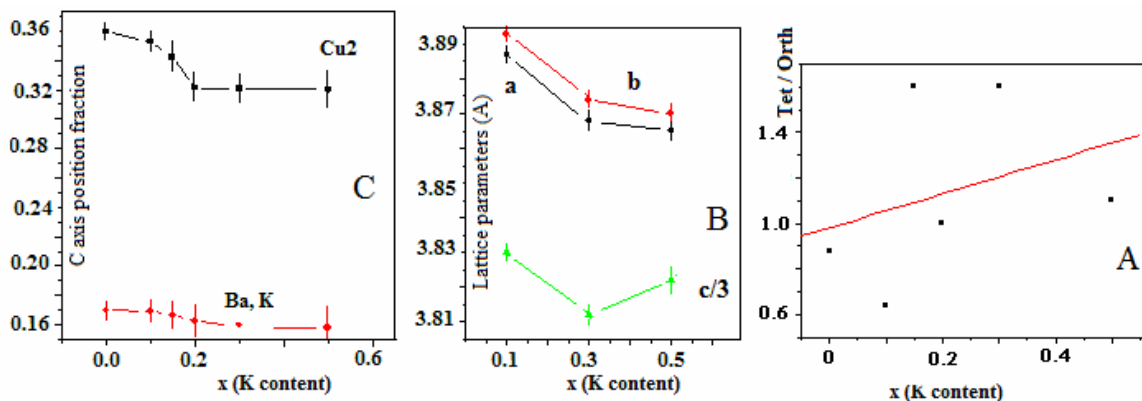 C axis position fraction
0.36
0.32
0.28
0.24
0.20
0.16
Cu2
C
Ba, K
0.0
0.2
0.4
0.6
x (K content)
Lattice parameters (A)
3.89
3.87
3.85
3.83
3.81
a
b
B
c/3
0.1
0.3
0.5
x (K content)
Tet / Orth
1.4
1.0
0.6
A
0
0.2
0.4
x (K content)